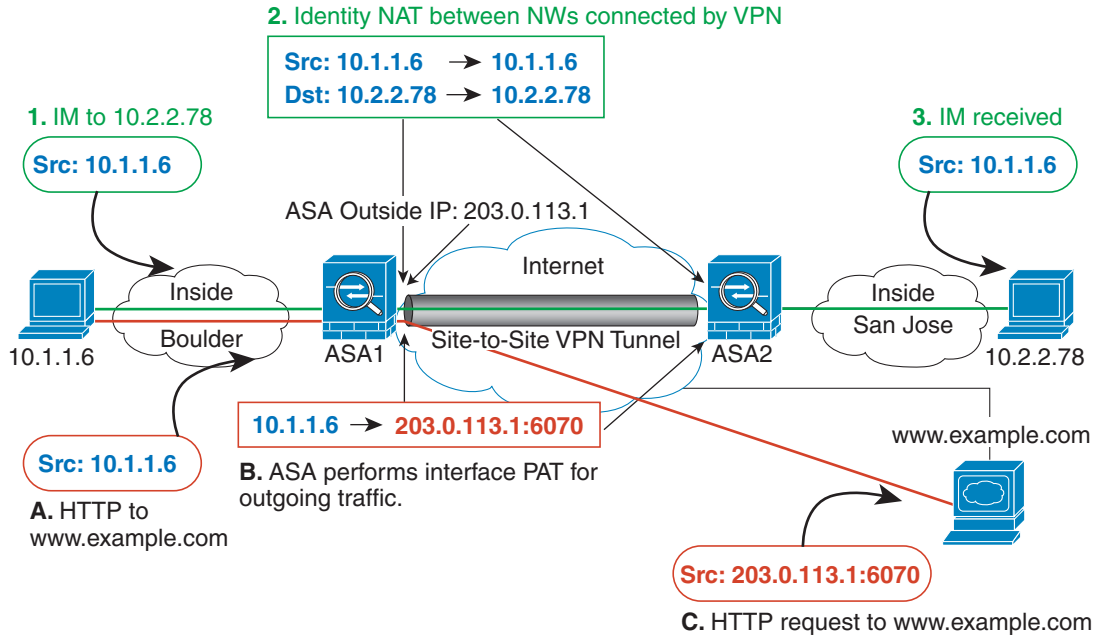 2. Identity NAT between NWs connected by VPN
Src: 10.1.1.6 → 10.1.1.6
Dst: 10.2.2.78 → 10.2.2.78
1. IM to 10.2.2.78
Src: 10.1.1.6
3. IM received
Src: 10.1.1.6
ASA Outside IP: 203.0.113.1
Internet
Inside
Boulder
10.1.1.6
ASA1
Site-to-Site VPN Tunnel
ASA2
Inside
San Jose
10.2.2.78
10.1.1.6 → 203.0.113.1:6070
B. ASA performs interface PAT for
outgoing traffic.
Src: 10.1.1.6
A. HTTP to
www.example.com
www.example.com
Src: 203.0.113.1:6070
C. HTTP request to www.example.com